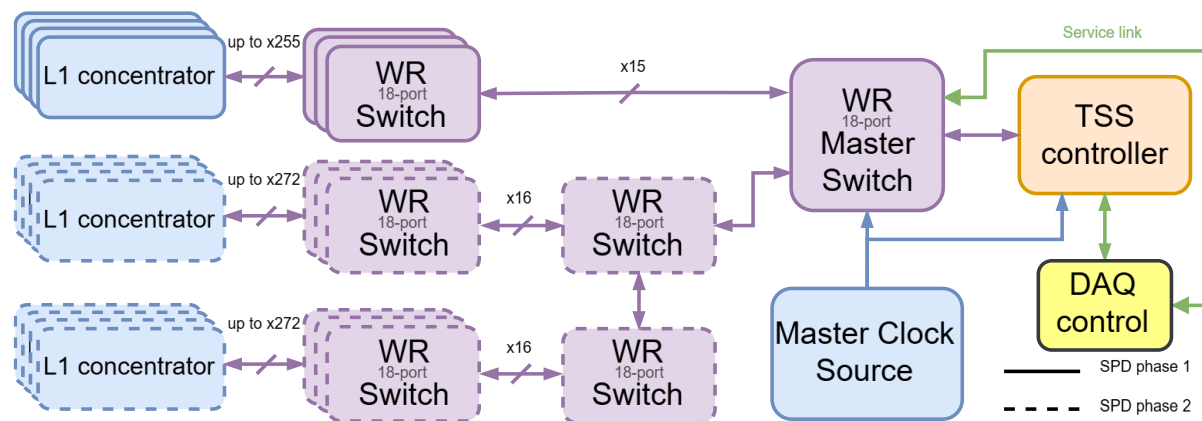 Service link
up to x255
L1 concentrator
WR
18-port
Switch
x15
WR
18-port
Master
Switch
TSS
controller
up to x272
L1 concentrator
WR
18-port
Switch
x16
WR
18-port
Switch
DAQ
control
Master Clock
Source
up to x272
L1 concentrator
WR
18-port
Switch
x16
WR
18-port
Switch
SPD phase 1
SPD phase 2